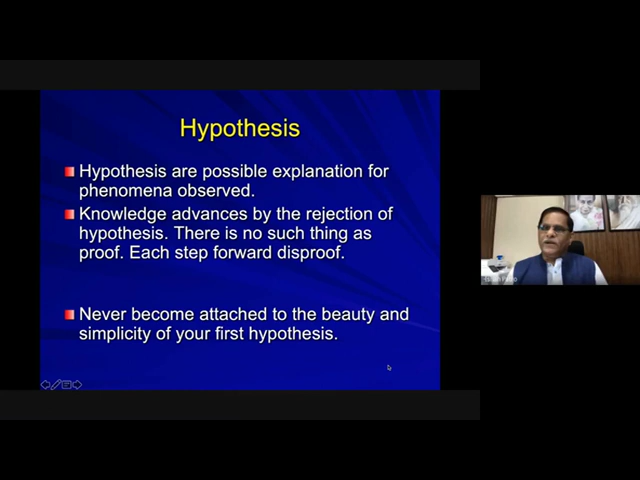 Hypothesis
Hypothesis are possible explanation for
phenomena observed.
Knowledge advances by the rejection of
hypothesis. There is no such thing as
proof. Each step forward disproof.
Never become attached to the beauty and
simplicity of your first hypothesis.